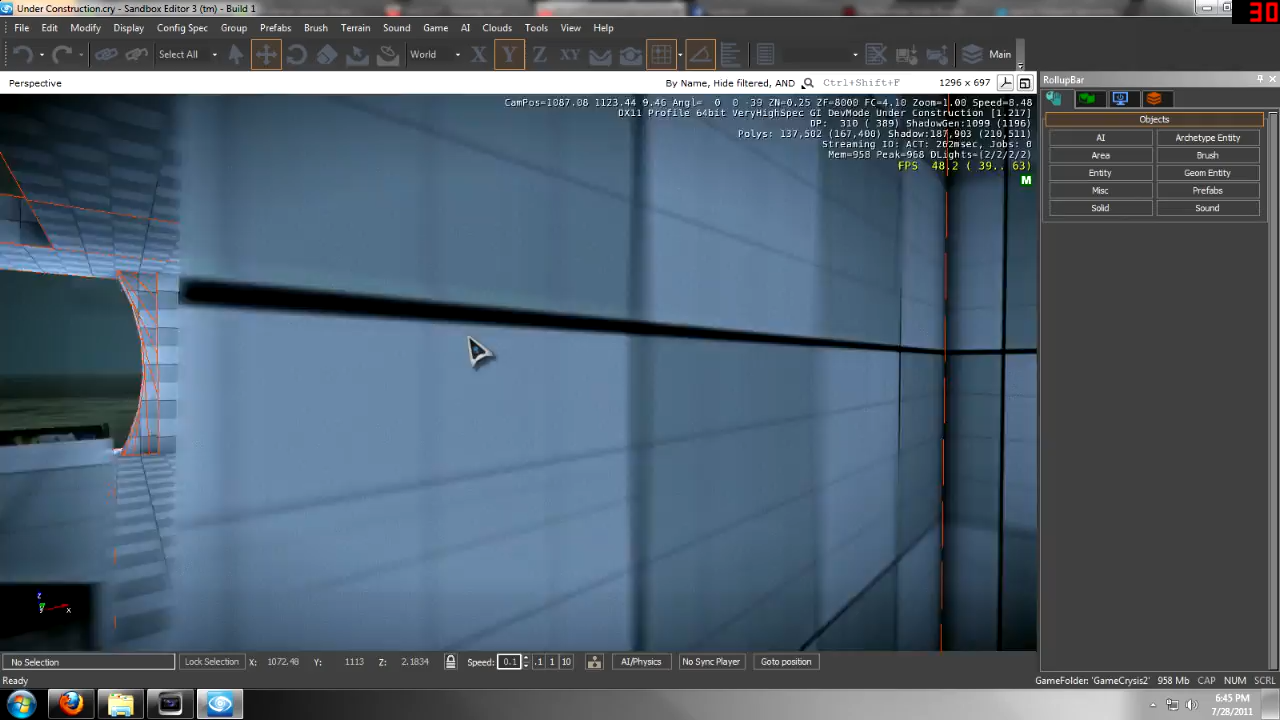 Under Construction.cry - Sandbox Editor 3 (tm) - Build 1
30
File Edit Modify Display Config Spec Group Prefabs Brush Terrain Sound Game AI Clouds Tools View Help
Select All World X Y Z XY Main
Perspective By Name, Hide filtered, AND Ctrl+Shift+F 1296 x 697
RollupBar
CamPos=1087.08 1123.44 9.46 Angl= 0 0 -39 ZN=0.25 ZF=8000 FC=4.10 Zoom=1.00 Speed=8.48
DX11 Profile 64bit VeryHighSpec GI DevMode Under Construction [1.217]
DP: 310 ( 389) ShadowGen:1099 (1196)
Polys: 137,502 (167,400) Shadow:187,903 (210,511)
Streaming IO: ACT: 262msec, Jobs: 0
Mem=958 Peak=968 DLights=(2/2/2/2)
FPS 48.2 ( 39.. 63)
M
Objects
AI Archetype Entity
Area Brush
Entity Geom Entity
Misc Prefabs
Solid Sound
z
y x
No Selection Lock Selection X: 1072.48 Y: 1113 Z: 2.1834 Speed: 0.1 .1 1 10 AI/Physics No Sync Player Goto position
Ready GameFolder: 'GameCrysis2' 958 Mb CAP NUM SCRL
6:45 PM
7/28/2011